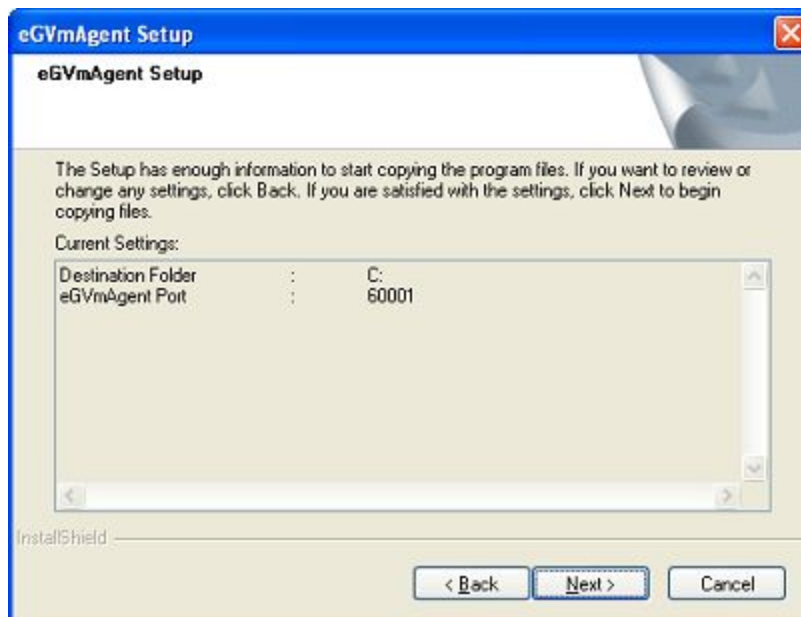 eGVmAgent Setup
eGVmAgent Setup
The Setup has enough information to start copying the program files. If you want to review or
change any settings, click Back. If you are satisfied with the settings, click Next to begin
copying files.
Current Settings:
Destination Folder : C:
eGVmAgent Port : 60001
InstallShield
< Back Next > Cancel